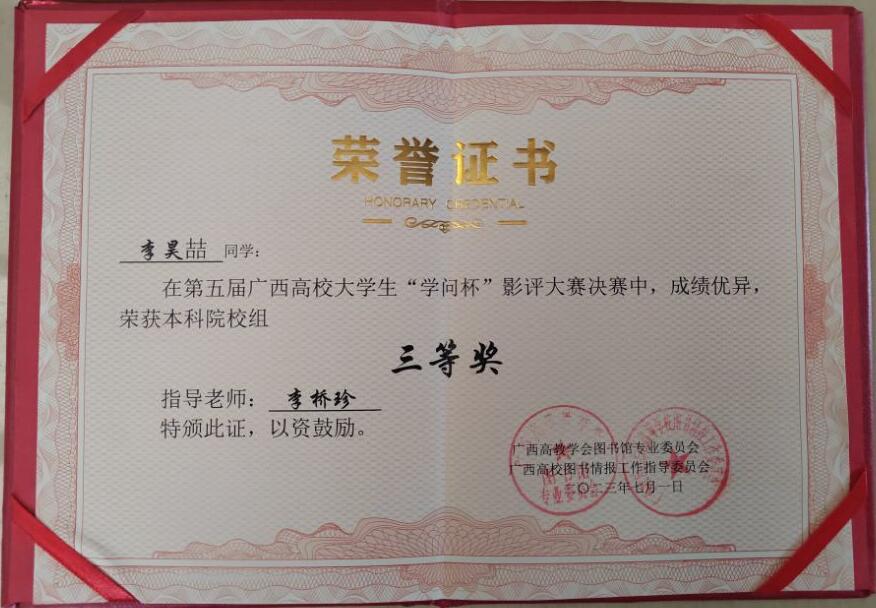 荣誉证书
HONORARY CREDENTIAL
李昊喆 同学：
在第五届广西高校大学生“学问杯”影评大赛决赛中，成绩优异，
荣获本科院校组
三等奖
指导老师：李桥珍
特颁此证，以资鼓励。
广西高教学会图书馆专业委员会
广西高校图书情报工作指导委员会
二〇二三年七月一日